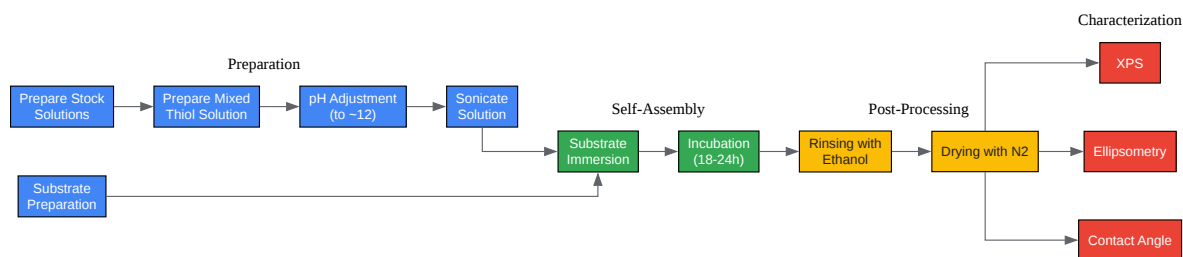 Characterization
Preparation
XPS
Prepare Stock
Solutions
Prepare Mixed
Thiol Solution
pH Adjustment
(to ~12)
Sonicate
Solution
Self-Assembly
Post-Processing
Substrate
Immersion
Incubation
(18-24h)
Rinsing with
Ethanol
Drying with N2
Ellipsometry
Substrate
Preparation
Contact Angle